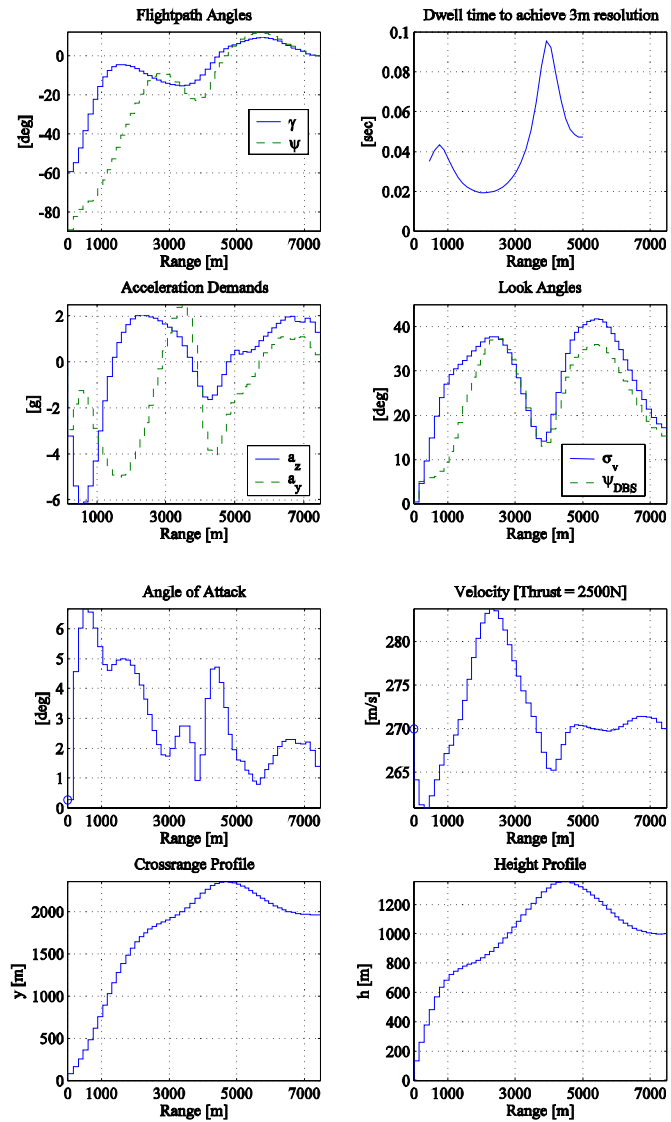 Flightpath Angles
0
-20
-40
-60
-80
[deg]
γ
ψ
0 1000 3000 5000 7000
Range [m]
Dwell time to achieve 3m resolution
0.1
0.08
0.06
0.04
0.02
0
[sec]
1000 3000 5000 7000
Range [m]
Acceleration Demands
2
0
-2
-4
-6
[g]
a_z
a_y
1000 3000 5000 7000
Range [m]
Look Angles
40
30
20
10
0
[deg]
σ_v
ψ_DBS
1000 3000 5000 7000
Range [m]
Angle of Attack
6
5
4
3
2
1
0
[deg]
0 1000 3000 5000 7000
Range [m]
Velocity [Thrust = 2500N]
280
275
270
265
[m/s]
0 1000 3000 5000 7000
Range [m]
Crossrange Profile
2000
1500
1000
500
0
y [m]
0 1000 3000 5000 7000
Range [m]
Height Profile
1200
1000
800
600
400
200
0
h [m]
1000 3000 5000 7000
Range [m]